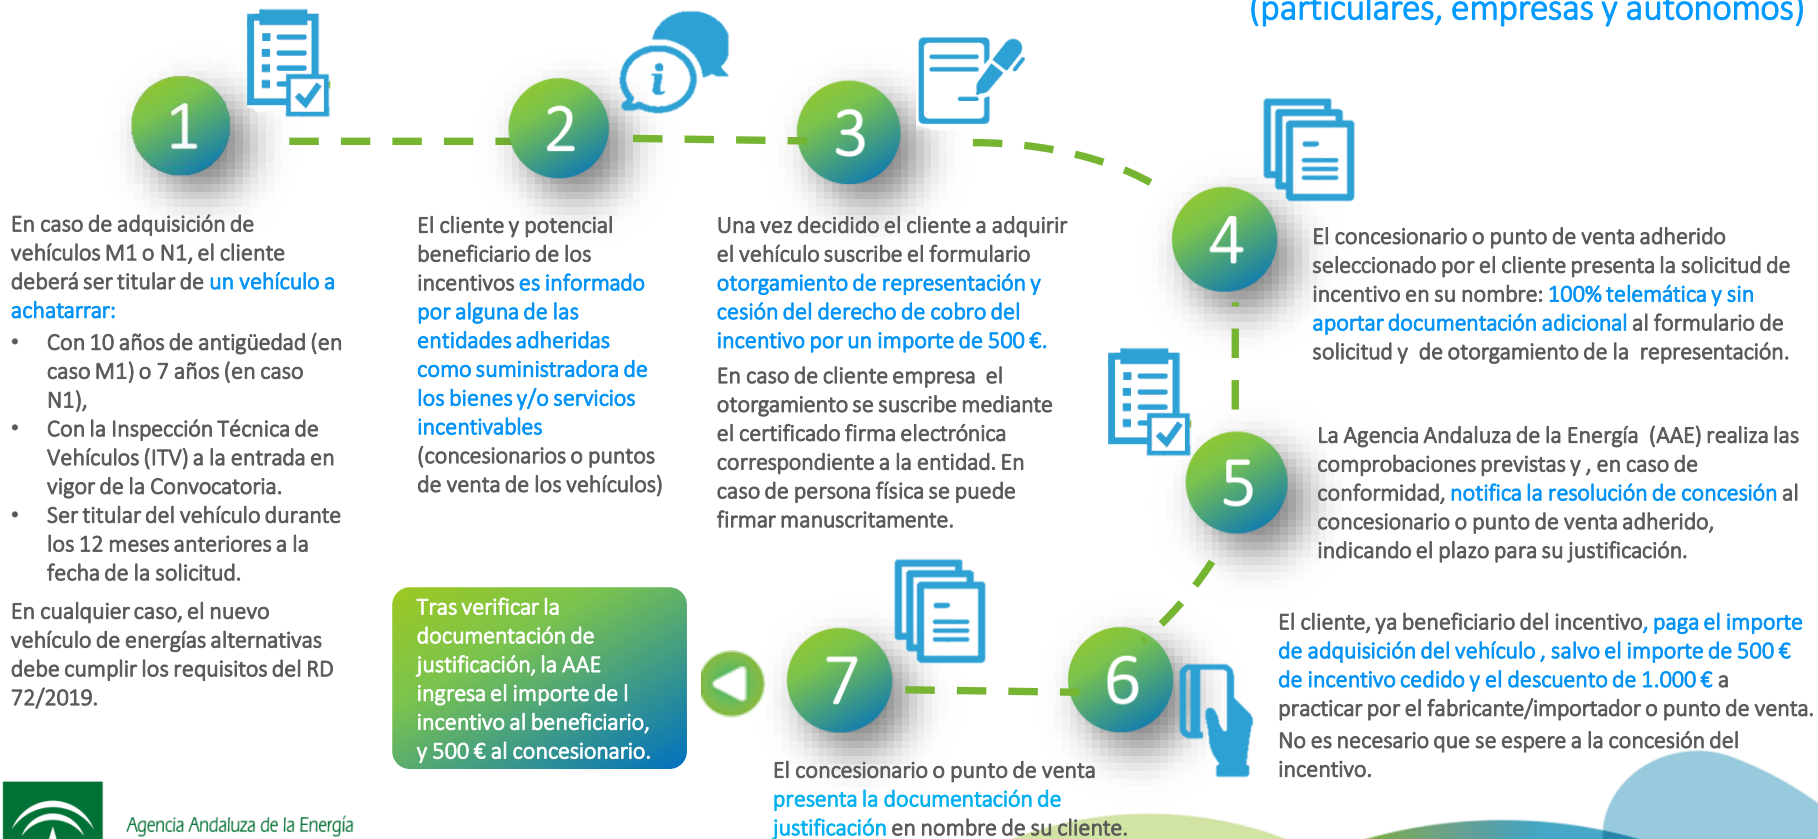 (particulares, empresas y autónomos)
1
En caso de adquisición de
vehículos M1 o N1, el cliente
deberá ser titular de un vehículo a
achatarrar:
• Con 10 años de antigüedad (en
caso M1) o 7 años (en caso
N1),
• Con la Inspección Técnica de
Vehículos (ITV) a la entrada en
vigor de la Convocatoria.
• Ser titular del vehículo durante
los 12 meses anteriores a la
fecha de la solicitud.
En cualquier caso, el nuevo
vehículo de energías alternativas
debe cumplir los requisitos del RD
72/2019.
2
i
El cliente y potencial
beneficiario de los
incentivos es informado
por alguna de las
entidades adheridas
como suministradora de
los bienes y/o servicios
incentivables
(concesionarios o puntos
de venta de los vehículos)
3
Una vez decidido el cliente a adquirir
el vehículo suscribe el formulario
otorgamiento de representación y
cesión del derecho de cobro del
incentivo por un importe de 500 €.
En caso de cliente empresa el
otorgamiento se suscribe mediante
el certificado firma electrónica
correspondiente a la entidad. En
caso de persona física se puede
firmar manuscritamente.
4
El concesionario o punto de venta adherido
seleccionado por el cliente presenta la solicitud de
incentivo en su nombre: 100% telemática y sin
aportar documentación adicional al formulario de
solicitud y de otorgamiento de la representación.
5
La Agencia Andaluza de la Energía (AAE) realiza las
comprobaciones previstas y , en caso de
conformidad, notifica la resolución de concesión al
concesionario o punto de venta adherido,
indicando el plazo para su justificación.
6
El cliente, ya beneficiario del incentivo, paga el importe
de adquisición del vehículo , salvo el importe de 500 €
de incentivo cedido y el descuento de 1.000 € a
practicar por el fabricante/importador o punto de venta.
No es necesario que se espere a la concesión del
incentivo.
7
El concesionario o punto de venta
presenta la documentación de
justificación en nombre de su cliente.
Tras verificar la
documentación de
justificación, la AAE
ingresa el importe de l
incentivo al beneficiario,
y 500 € al concesionario.
Agencia Andaluza de la Energía